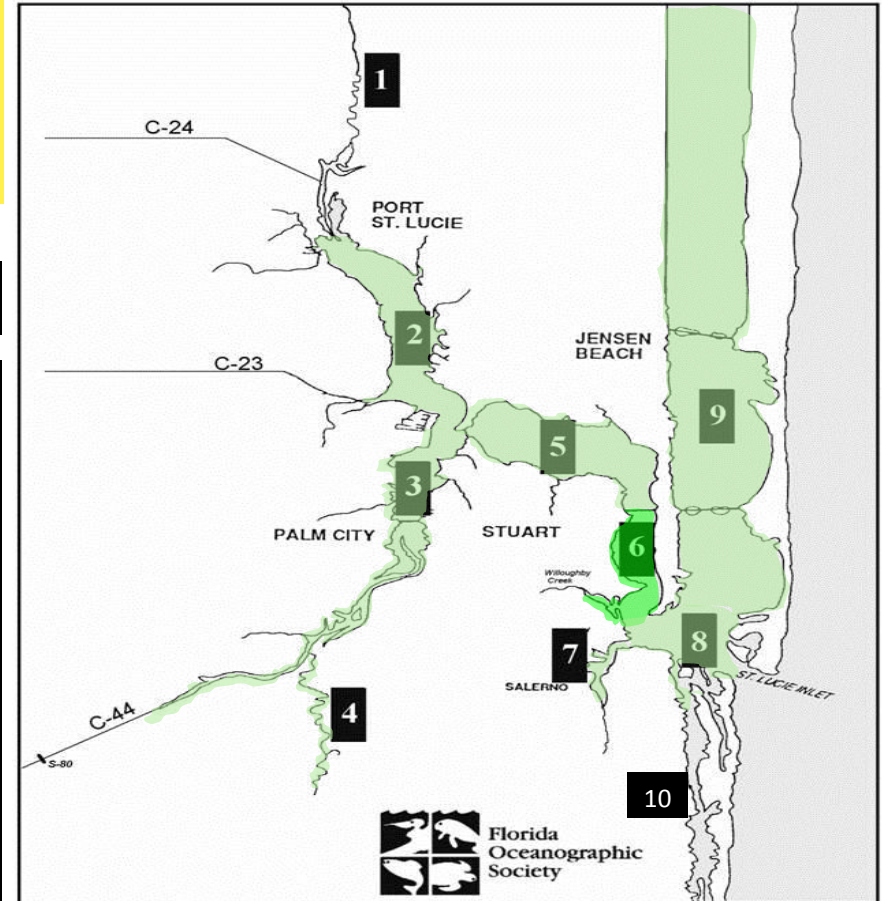 1
C-24
PORT
ST. LUCIE
2
JENSEN
BEACH
C-23
9
5
3
PALM CITY
STUART
6
Willoughby
Creek
7
8
SALERNO
ST. LUCIE INLET
4
C-44
S-80
10
Florida
Oceanographic
Society